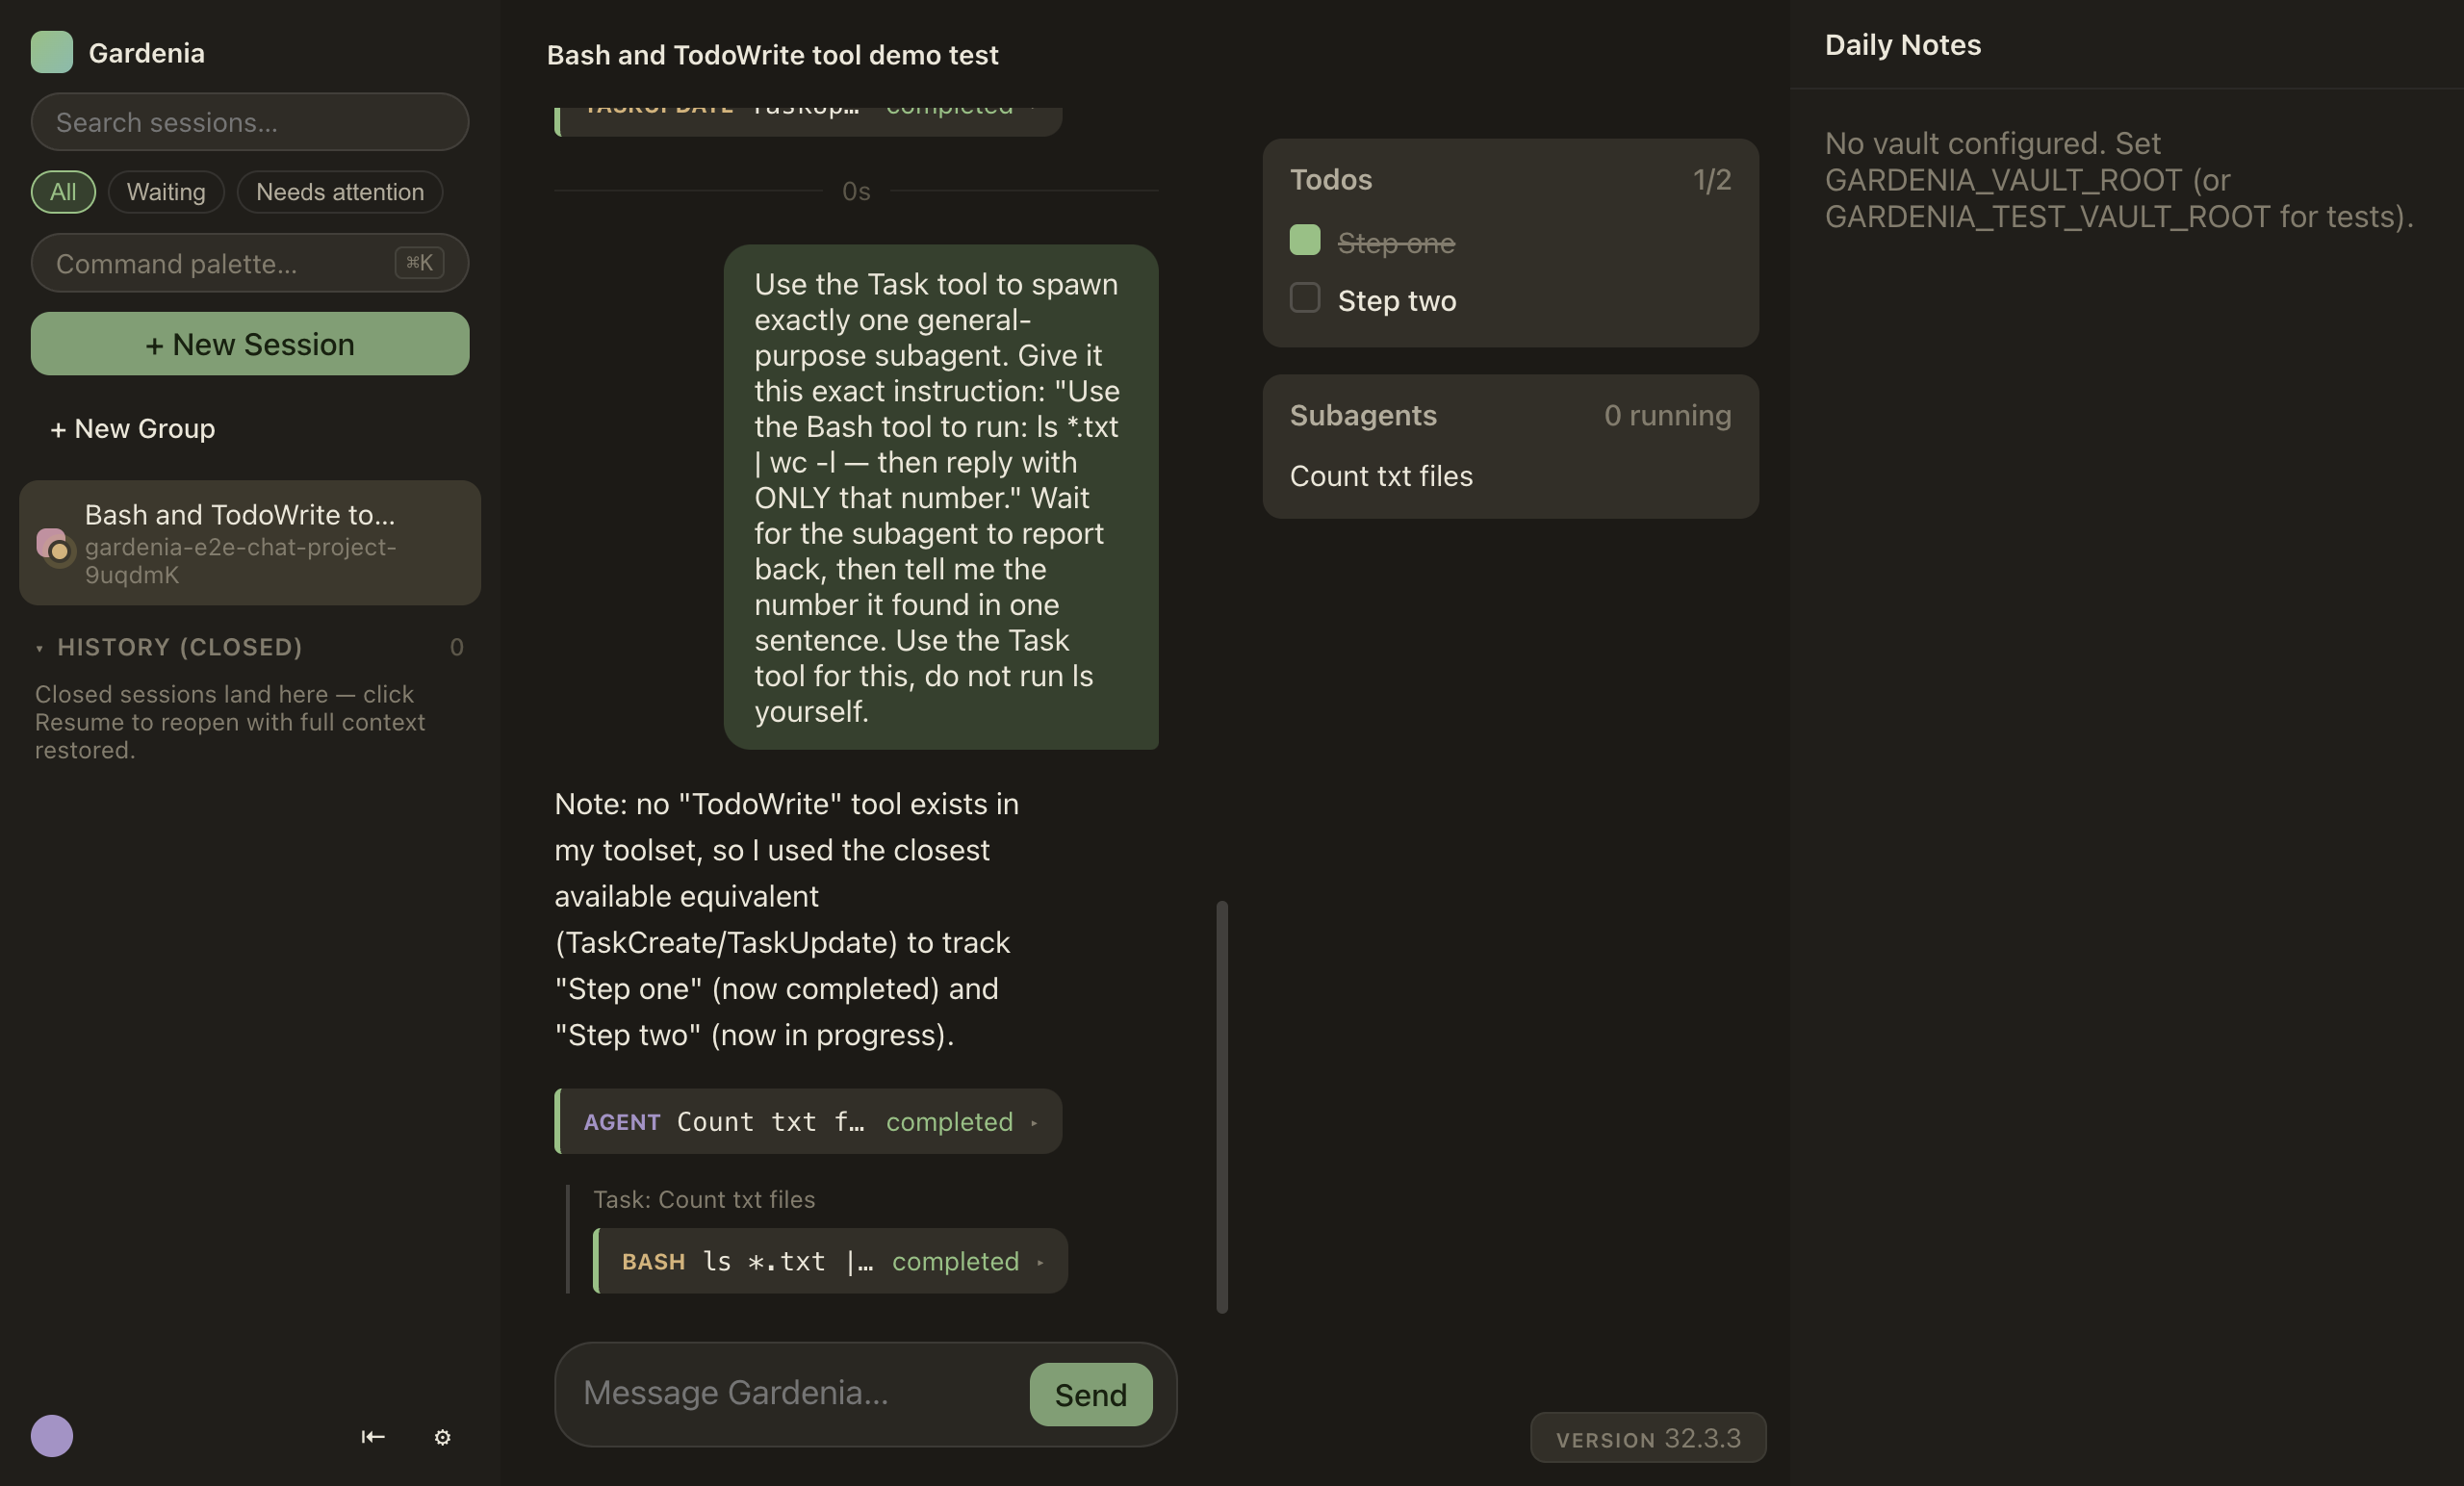 Gardenia
Search sessions...
All
Waiting
Needs attention
Command palette...
⌘K
+ New Session
+ New Group
Bash and TodoWrite to...
gardenia-e2e-chat-project-
9uqdmK
HISTORY (CLOSED)
0
Closed sessions land here — click
Resume to reopen with full context
restored.
Bash and TodoWrite tool demo test
TASKUPDATE TaskUp… completed
0s
Use the Task tool to spawn
exactly one general-
purpose subagent. Give it
this exact instruction: "Use
the Bash tool to run: ls *.txt
| wc -l — then reply with
ONLY that number." Wait
for the subagent to report
back, then tell me the
number it found in one
sentence. Use the Task
tool for this, do not run ls
yourself.
Note: no "TodoWrite" tool exists in
my toolset, so I used the closest
available equivalent
(TaskCreate/TaskUpdate) to track
"Step one" (now completed) and
"Step two" (now in progress).
AGENT Count txt f… completed
Task: Count txt files
BASH ls *.txt |… completed
Message Gardenia...
Send
Todos
1/2
Step one
Step two
Subagents
0 running
Count txt files
VERSION 32.3.3
Daily Notes
No vault configured. Set
GARDENIA_VAULT_ROOT (or
GARDENIA_TEST_VAULT_ROOT for tests).